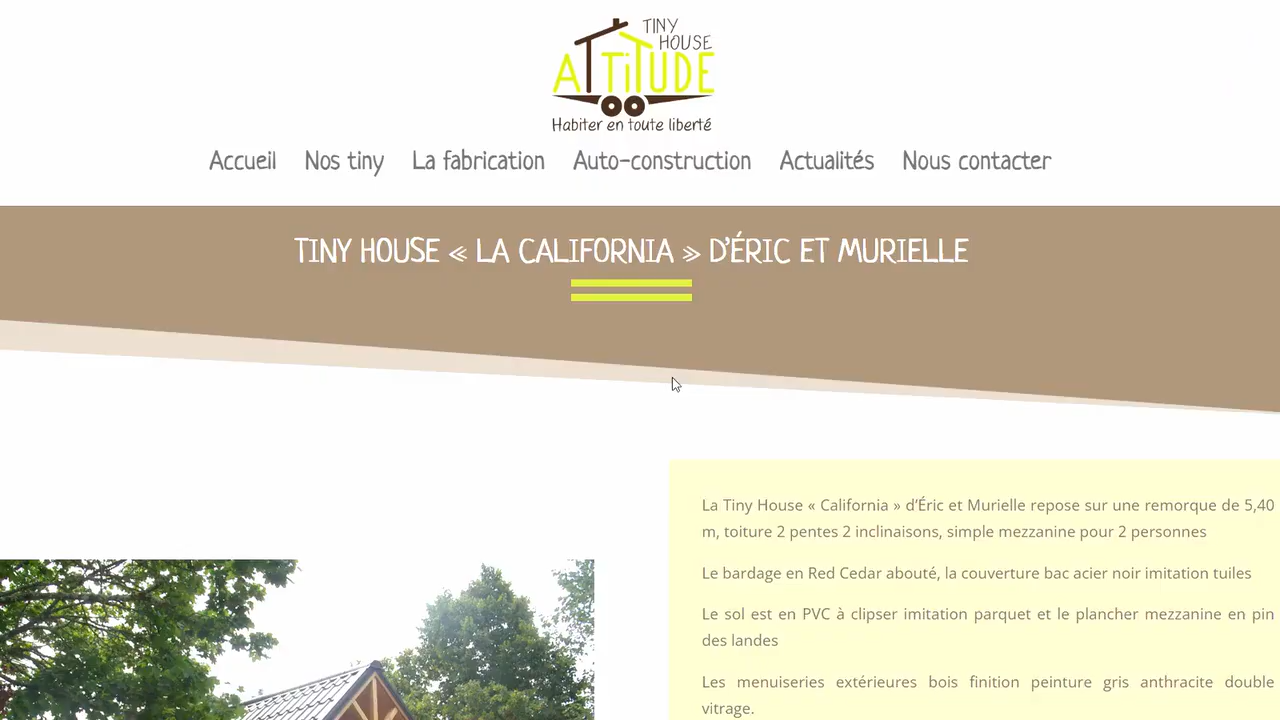 TINY
HOUSE
ATTITUDE
Habiter en toute liberté
Accueil Nos tiny La fabrication Auto-construction Actualités Nous contacter
TINY HOUSE « LA CALIFORNIA » D'ÉRIC ET MURIELLE
La Tiny House « California » d'Éric et Murielle repose sur une remorque de 5,40
m, toiture 2 pentes 2 inclinaisons, simple mezzanine pour 2 personnes
Le bardage en Red Cedar abouté, la couverture bac acier noir imitation tuiles
Le sol est en PVC à clipser imitation parquet et le plancher mezzanine en pin
des landes
Les menuiseries extérieures bois finition peinture gris anthracite double
vitrage.